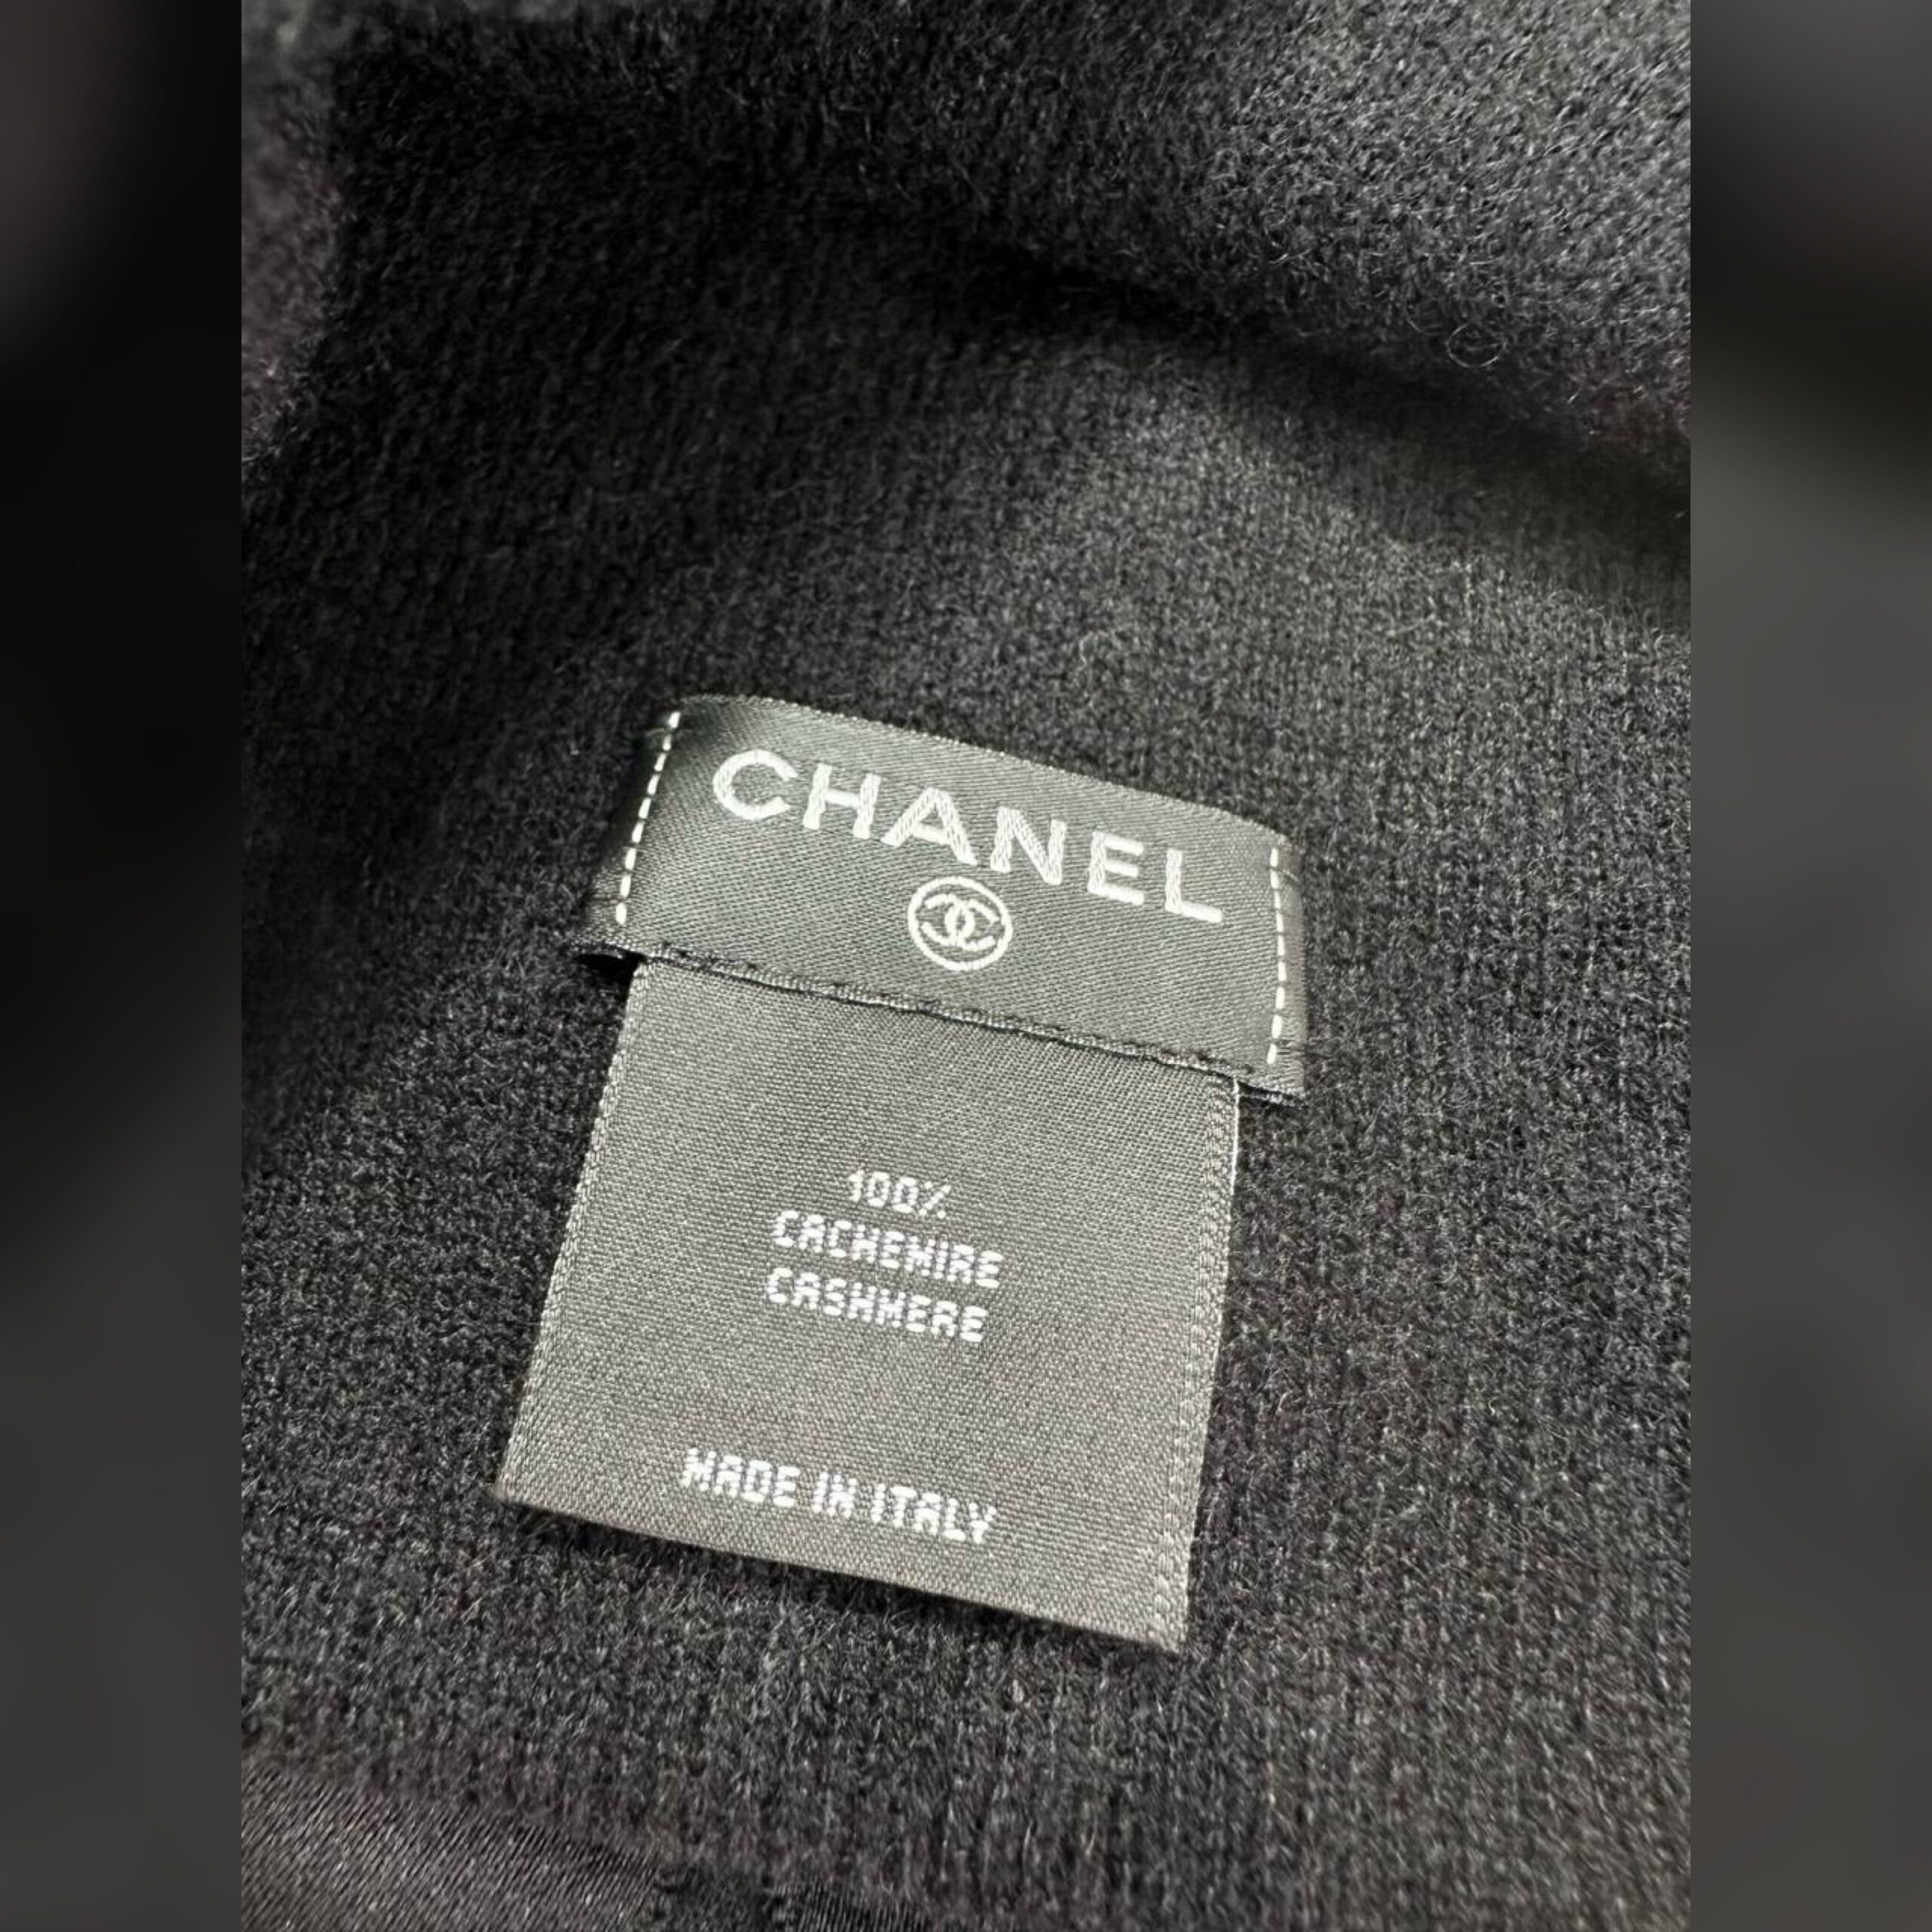 CHANEL
100%
CACHEMIRE
CASHMERE
MADE IN ITALY